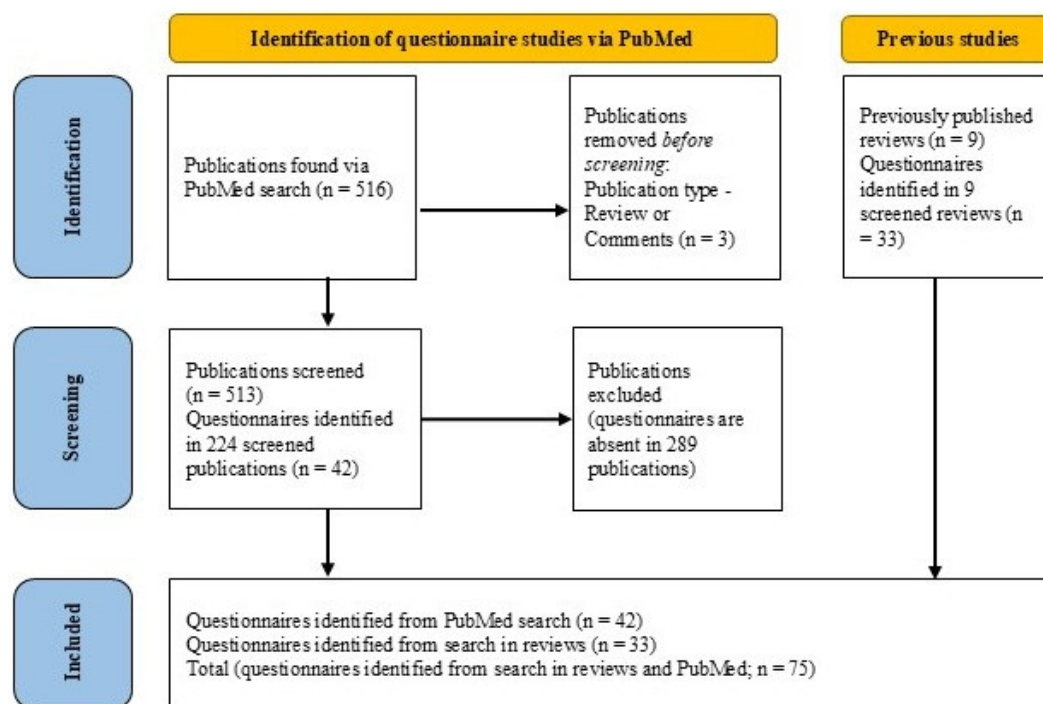 Identification of questionnaire studies via PubMed
Previous studies
Identification
Publications found via
PubMed search (n = 516)
Publications
removed before
screening:
Publication type -
Review or
Comments (n = 3)
Previously published
reviews (n = 9)
Questionnaires
identified in 9
screened reviews (n
= 33)
Screening
Publications screened
(n = 513)
Questionnaires identified
in 224 screened
publications (n = 42)
Publications
excluded
(questionnaires are
absent in 289
publications)
Included
Questionnaires identified from PubMed search (n = 42)
Questionnaires identified from search in reviews (n = 33)
Total (questionnaires identified from search in reviews and PubMed; n = 75)